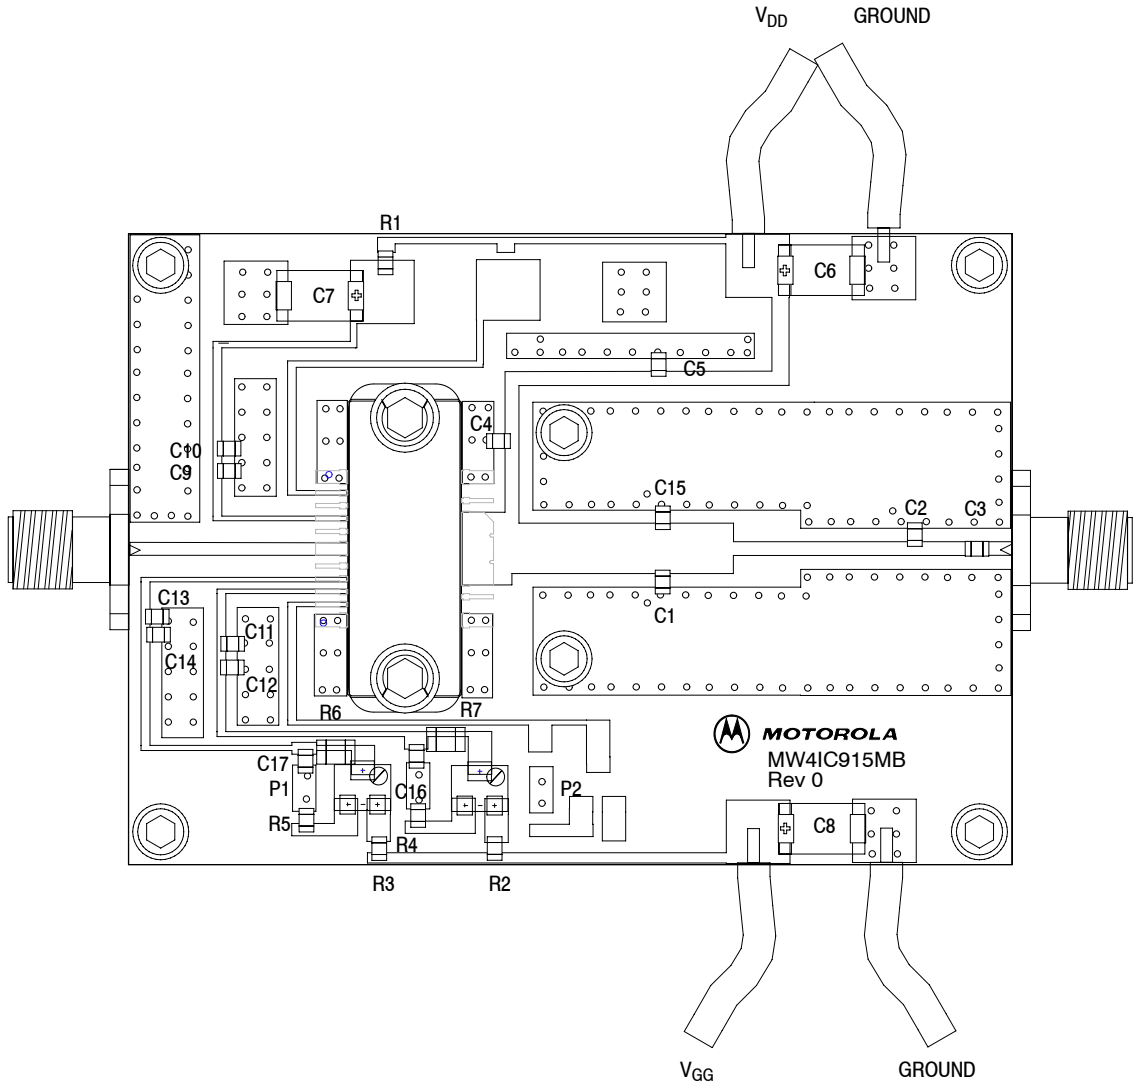 VDD GROUND
R1
C7
C6
C5
C4
C10
C9
C15
C2 C3
C13
C1
C11
C14
C12
R6 R7
MOTOROLA
MW4IC915MB
Rev 0
C17
P1
C16
P2
R5
R4
C8
R3 R2
VGG GROUND